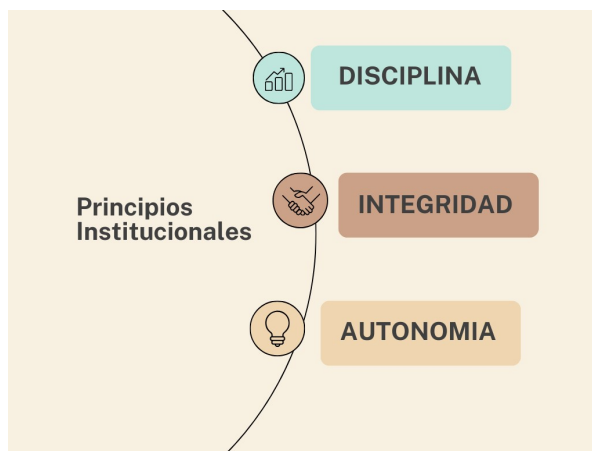 DISCIPLINA
Principios
Institucionales
INTEGRIDAD
AUTONOMIA